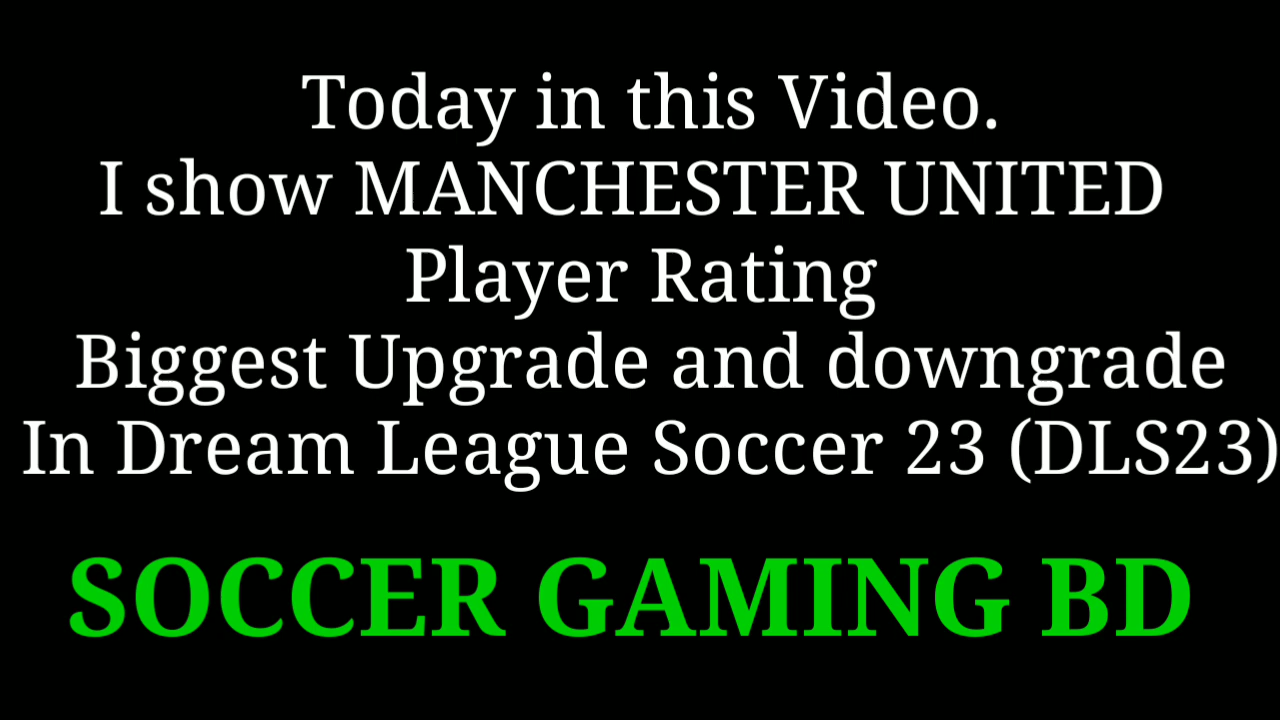 Today in this Video.
I show MANCHESTER UNITED
Player Rating
Biggest Upgrade and downgrade
In Dream League Soccer 23 (DLS23)
SOCCER GAMING BD